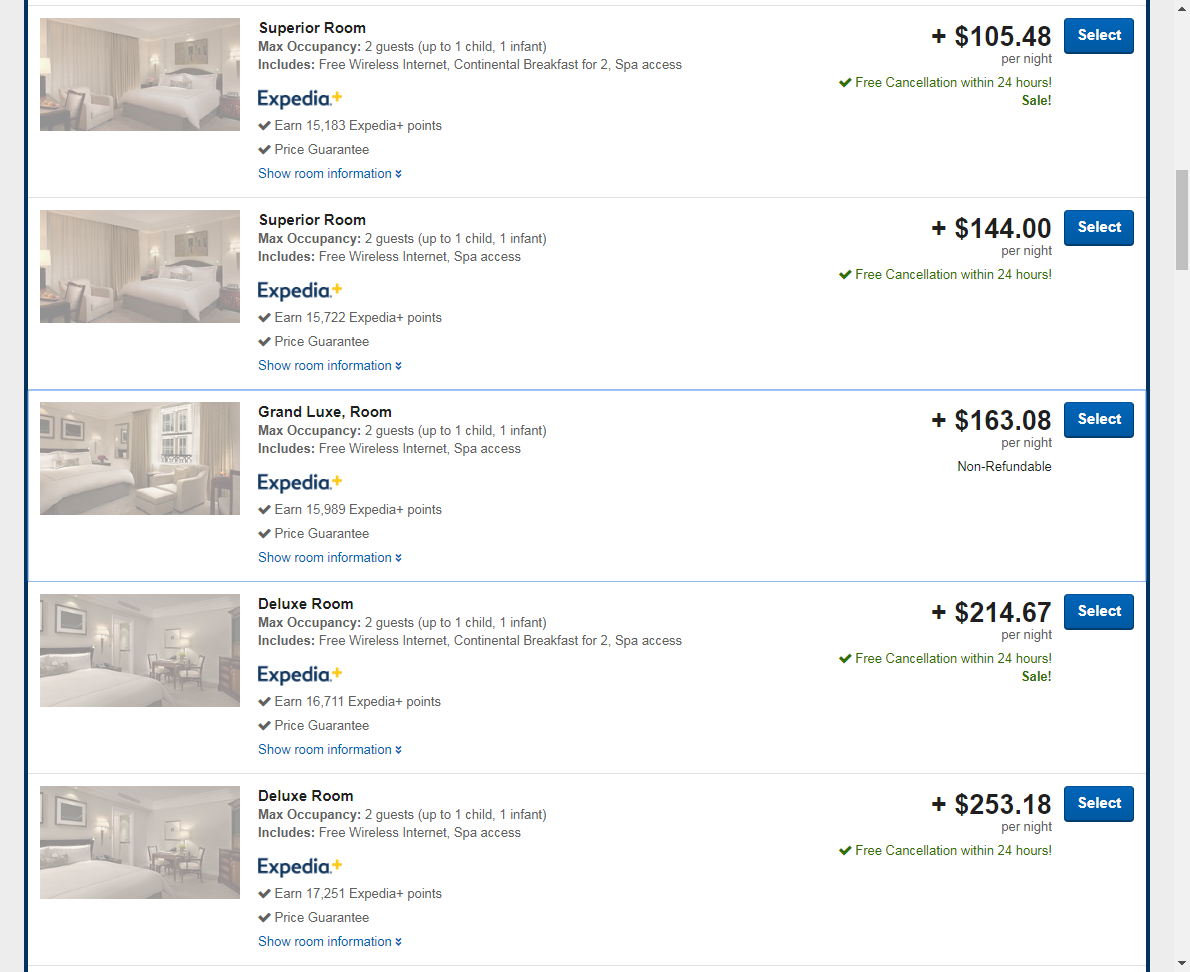 Superior Room
Max Occupancy: 2 guests (up to 1 child, 1 infant)
Includes: Free Wireless Internet, Continental Breakfast for 2, Spa access
Expedia+
Earn 15,183 Expedia+ points
Price Guarantee
Show room information
+ $105.48
per night
Free Cancellation within 24 hours!
Sale!
Select
Superior Room
Max Occupancy: 2 guests (up to 1 child, 1 infant)
Includes: Free Wireless Internet, Spa access
Expedia+
Earn 15,722 Expedia+ points
Price Guarantee
Show room information
+ $144.00
per night
Free Cancellation within 24 hours!
Select
Grand Luxe, Room
Max Occupancy: 2 guests (up to 1 child, 1 infant)
Includes: Free Wireless Internet, Spa access
Expedia+
Earn 15,989 Expedia+ points
Price Guarantee
Show room information
+ $163.08
per night
Non-Refundable
Select
Deluxe Room
Max Occupancy: 2 guests (up to 1 child, 1 infant)
Includes: Free Wireless Internet, Continental Breakfast for 2, Spa access
Expedia+
Earn 16,711 Expedia+ points
Price Guarantee
Show room information
+ $214.67
per night
Free Cancellation within 24 hours!
Sale!
Select
Deluxe Room
Max Occupancy: 2 guests (up to 1 child, 1 infant)
Includes: Free Wireless Internet, Spa access
Expedia+
Earn 17,251 Expedia+ points
Price Guarantee
Show room information
+ $253.18
per night
Free Cancellation within 24 hours!
Select